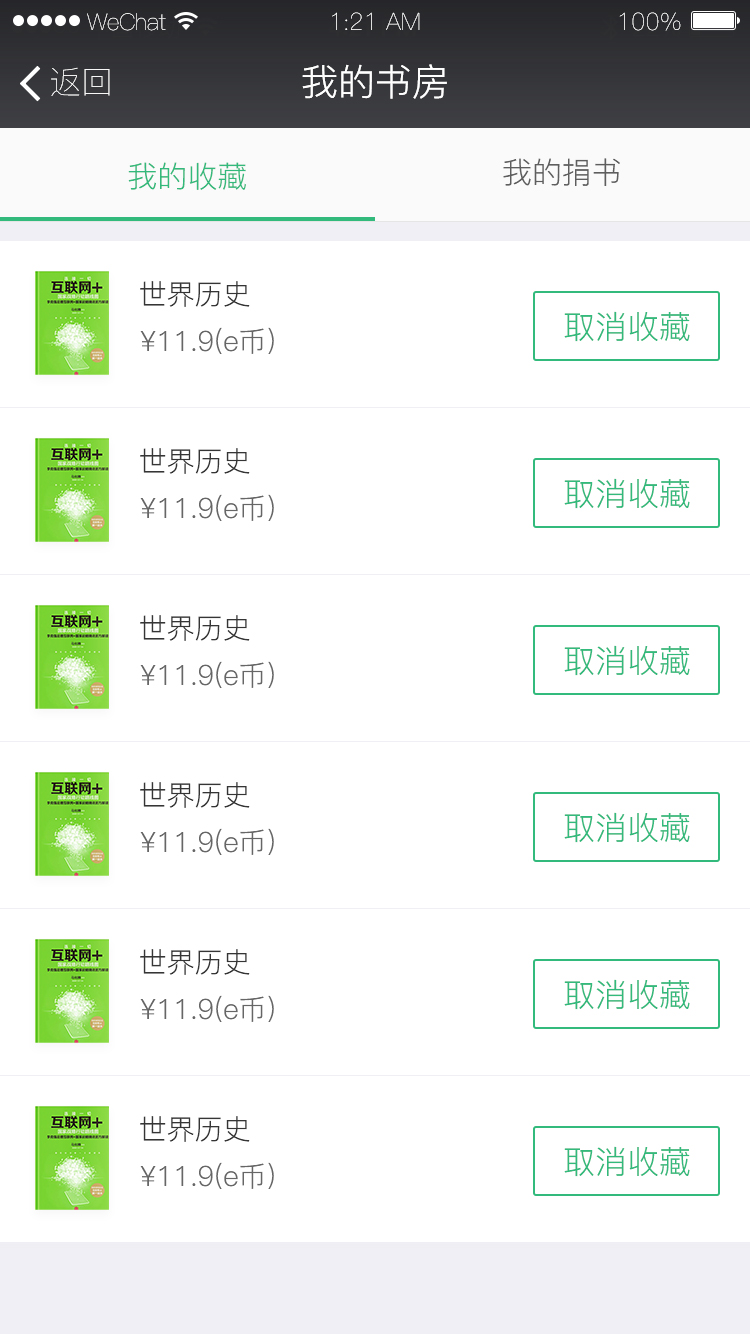 WeChat 1:21 AM 100%
返回 我的书房
我的收藏 我的捐书
互联网+
世界历史
¥11.9(e币)
取消收藏
互联网+
世界历史
¥11.9(e币)
取消收藏
互联网+
世界历史
¥11.9(e币)
取消收藏
互联网+
世界历史
¥11.9(e币)
取消收藏
互联网+
世界历史
¥11.9(e币)
取消收藏
互联网+
世界历史
¥11.9(e币)
取消收藏